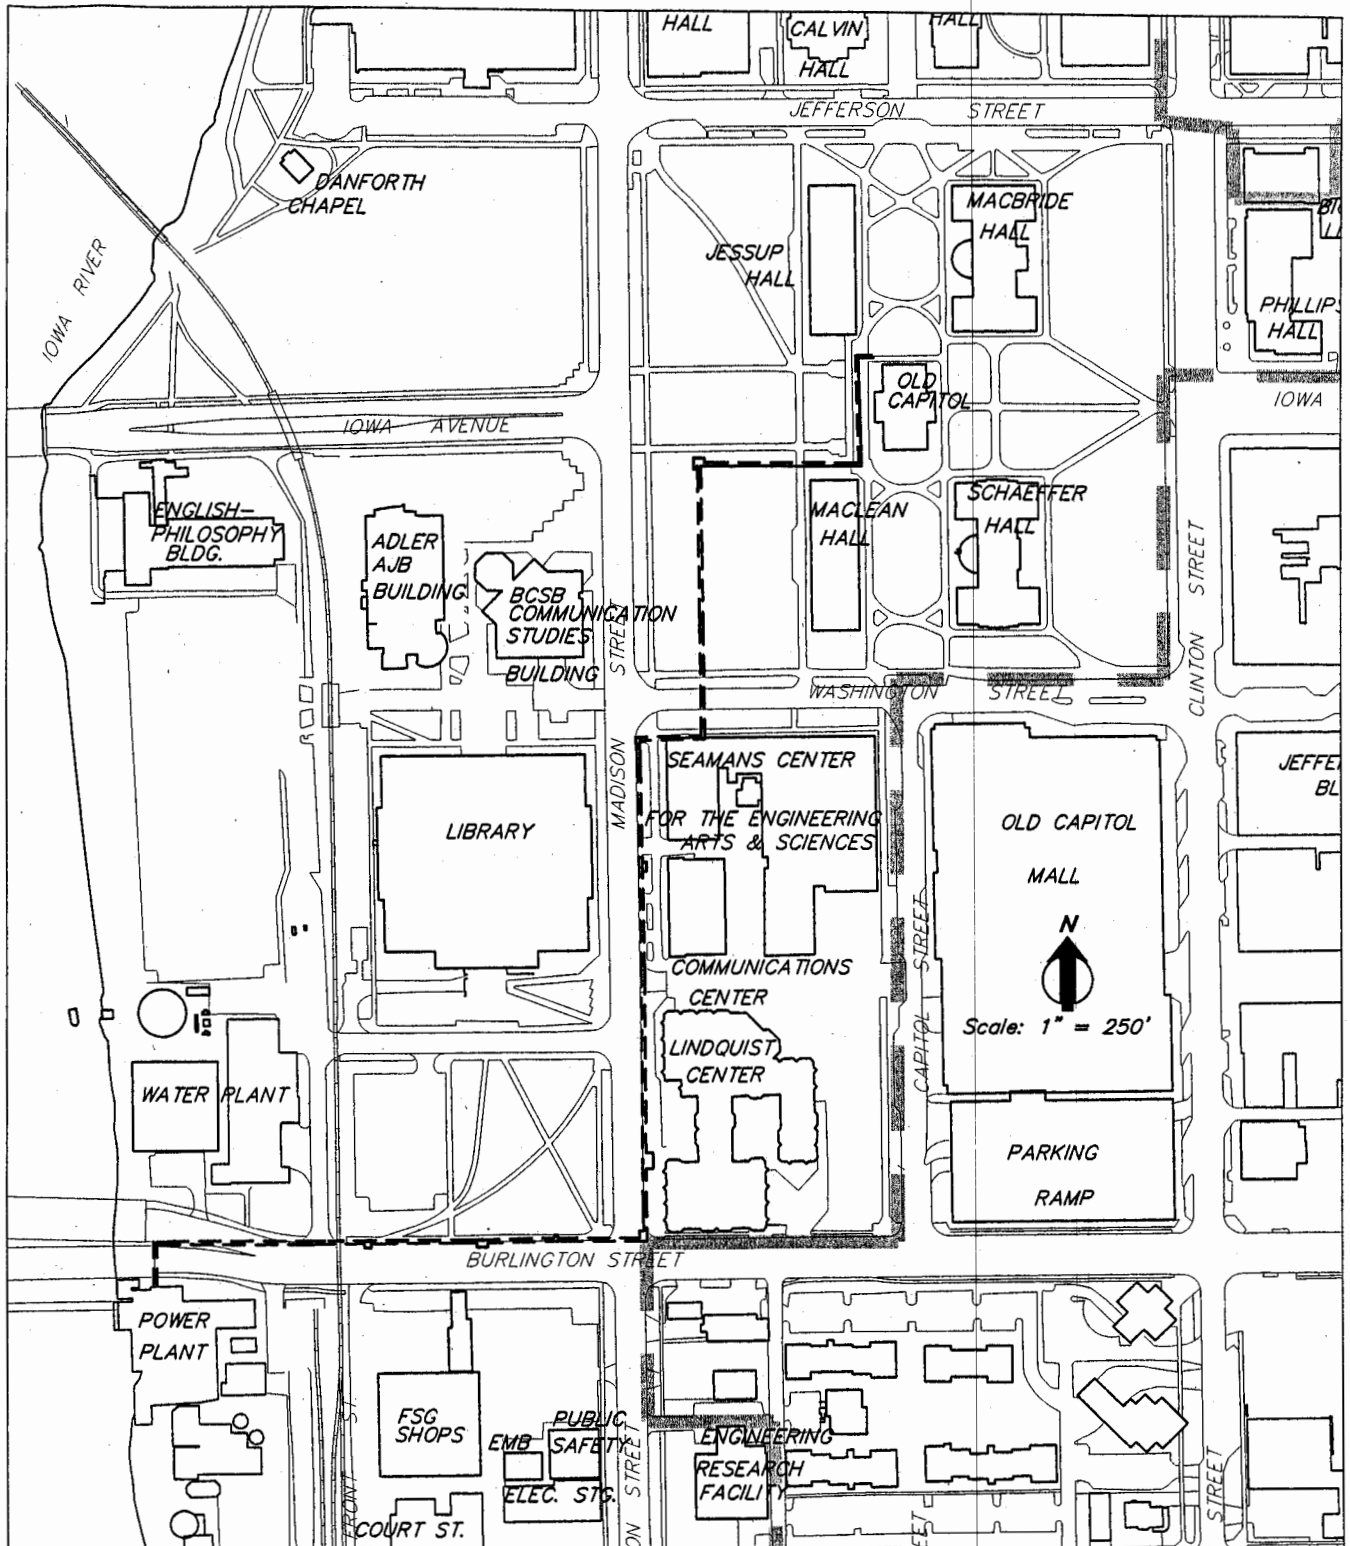 HALL
CALVIN
HALL
HALL
JEFFERSON STREET
DANFORTH
CHAPEL
MACBRIDE
HALL
JESSUP
HALL
IOWA RIVER
PHILLIPS
HALL
OLD
CAPITOL
IOWA
IOWA AVENUE
ENGLISH-
PHILOSOPHY
BLDG.
ADLER
AJB
BUILDING
BCSB
COMMUNICATION
STUDIES
BUILDING
MACLEAN
HALL
SCHAEFFER
HALL
CLINTON STREET
WASHINGTON STREET
MADISON STREET
SEAMANS CENTER
FOR THE ENGINEERING
ARTS & SCIENCES
LIBRARY
OLD CAPITOL
MALL
N
Scale: 1" = 250'
CAPITOL STREET
COMMUNICATIONS
CENTER
LINDQUIST
CENTER
WATER PLANT
PARKING
RAMP
BURLINGTON STREET
POWER
PLANT
FSG
SHOPS
EMB
PUBLIC
SAFETY
ELEC. STG.
ENGINEERING
RESEARCH
FACILITY
FRONT ST.
COURT ST.
STREET
STREET